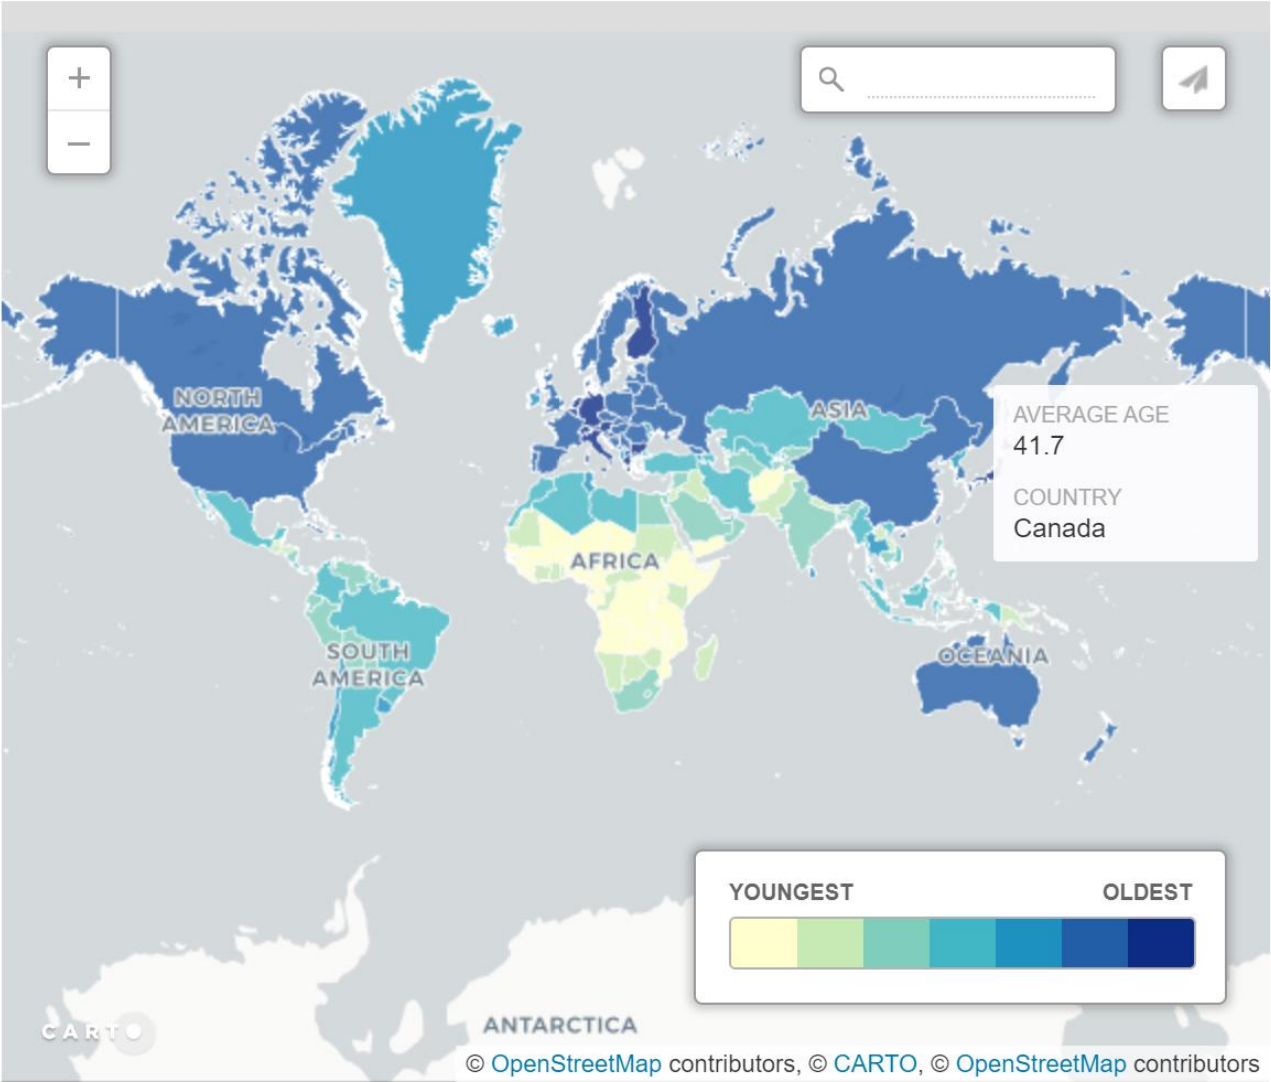 +
−
NORTH
AMERICA
ASIA
AVERAGE AGE
41.7
COUNTRY
Canada
AFRICA
SOUTH
AMERICA
OCEANIA
YOUNGEST OLDEST
ANTARCTICA
CARTO
© OpenStreetMap contributors, © CARTO, © OpenStreetMap contributors